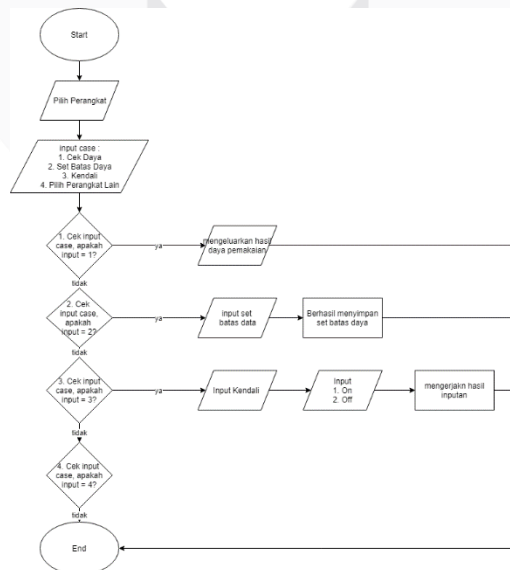 Start
Pilih Perangkat
input case :
1. Cek Daya
2. Set Batas Daya
3. Kendali
4. Pilih Perangkat Lain
1. Cek input
case, apakah
input = 1?
ya
mengeluarkan hasil
daya pemakaian
tidak
2. Cek
input case,
apakah
input = 2?
ya
input set
batas data
Berhasil menyimpan
set batas daya
tidak
3. Cek input
case, apakah
input = 3?
ya
Input Kendali
Input
1. On
2. Off
mengerjakn hasil
inputan
tidak
4. Cek input
case, apakah
input = 4?
tidak
End